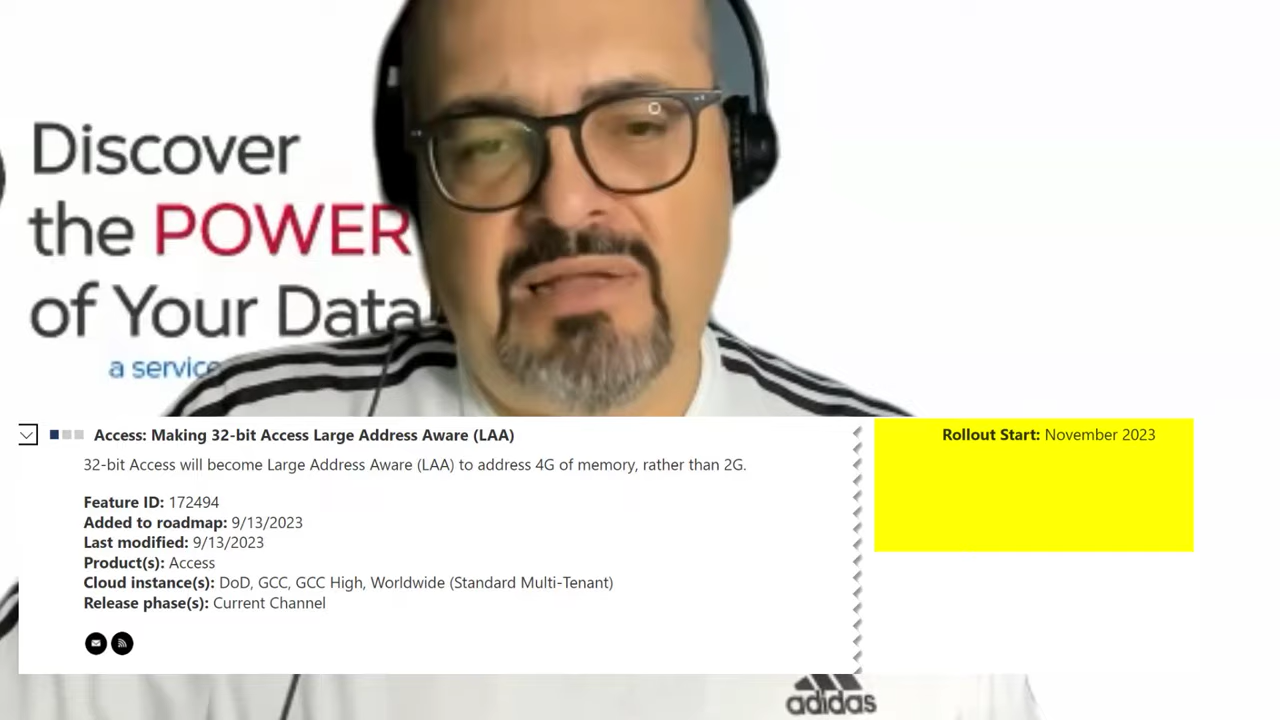 Discover
the POWER
of Your Data
a service
Access: Making 32-bit Access Large Address Aware (LAA)
Rollout Start: November 2023
32-bit Access will become Large Address Aware (LAA) to address 4G of memory, rather than 2G.
Feature ID: 172494
Added to roadmap: 9/13/2023
Last modified: 9/13/2023
Product(s): Access
Cloud instance(s): DoD, GCC, GCC High, Worldwide (Standard Multi-Tenant)
Release phase(s): Current Channel
adidas